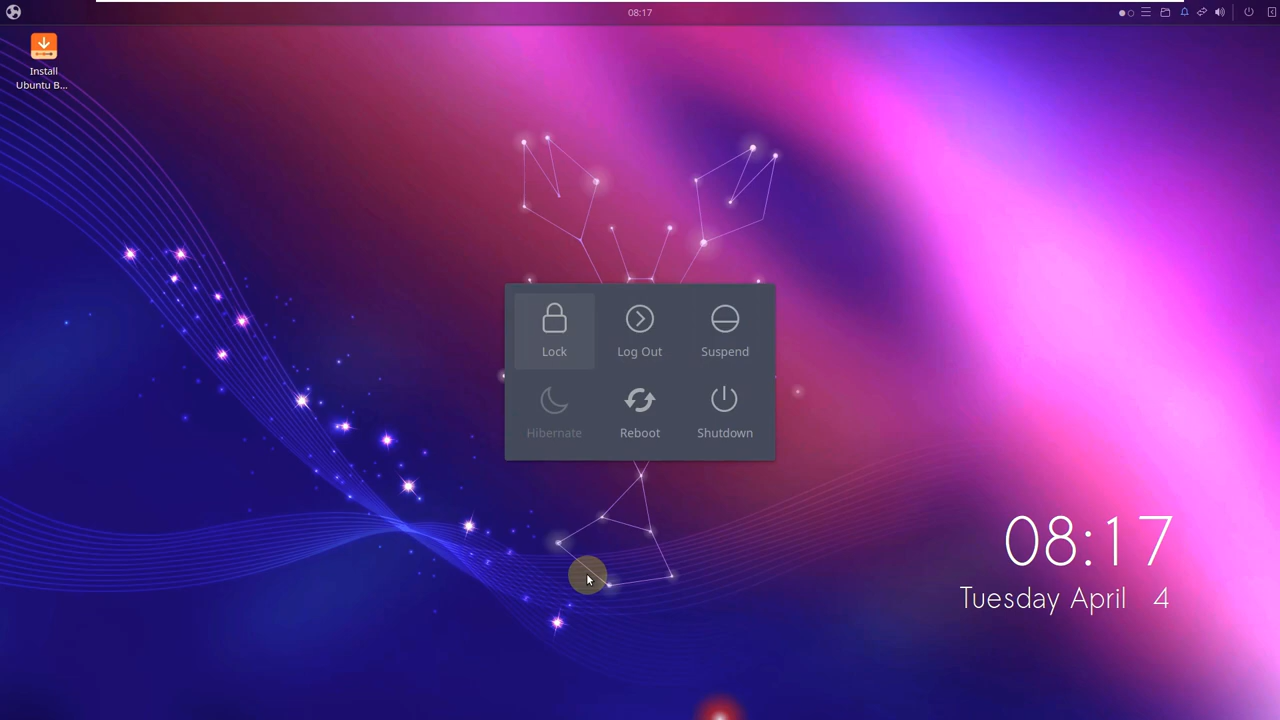 08:17
Install
Ubuntu B...
Lock
Log Out
Suspend
Hibernate
Reboot
Shutdown
08:17
Tuesday April 4